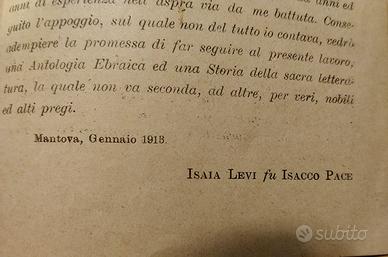 anni di esperienza nell'aspra via da me battuta. Conse-
guito l'appoggio, sul quale non del tutto io contava, vedrò
adempiere la promessa di far seguire al presente lavoro,
una Antologia Ebraica ed una Storia della sacra lettera-
tura, la quale non va seconda, ad altre, per veri, nobili
ed alti pregi.
Mantova, Gennaio 1913.
ISAIA LEVI fu ISACCO PACE
subito